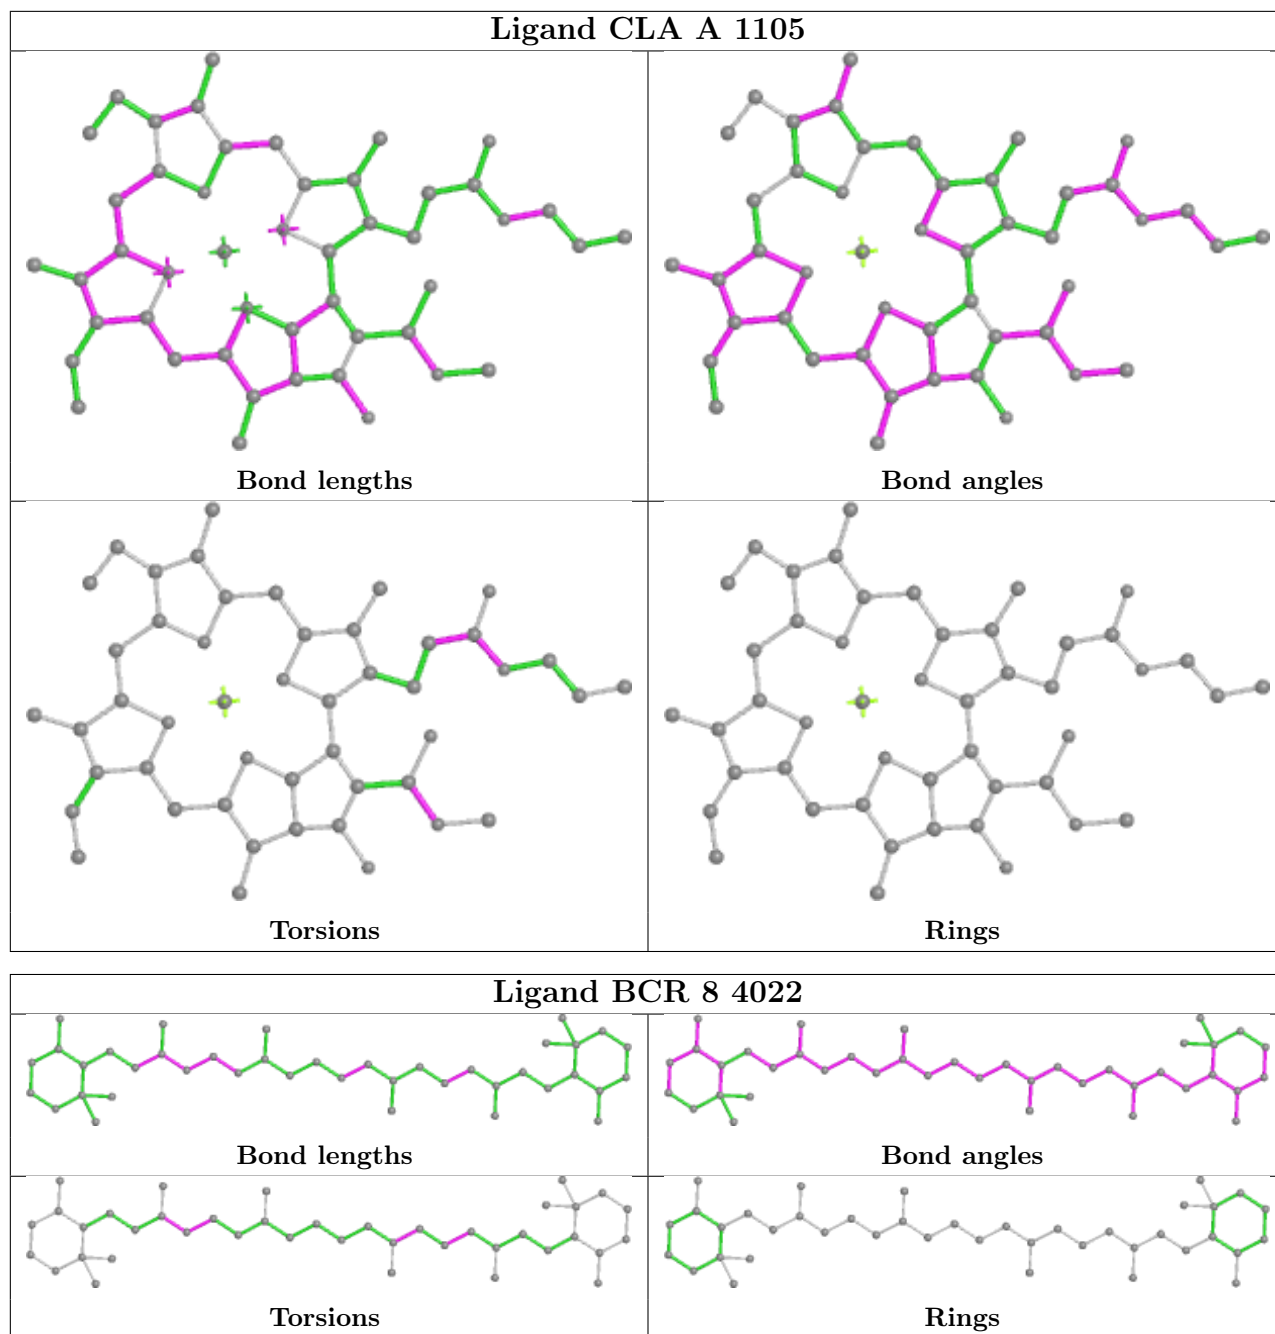 Ligand CLA A 1105
Bond lengths
Bond angles
Torsions
Rings
Ligand BCR 8 4022
Bond lengths
Bond angles
Torsions
Rings